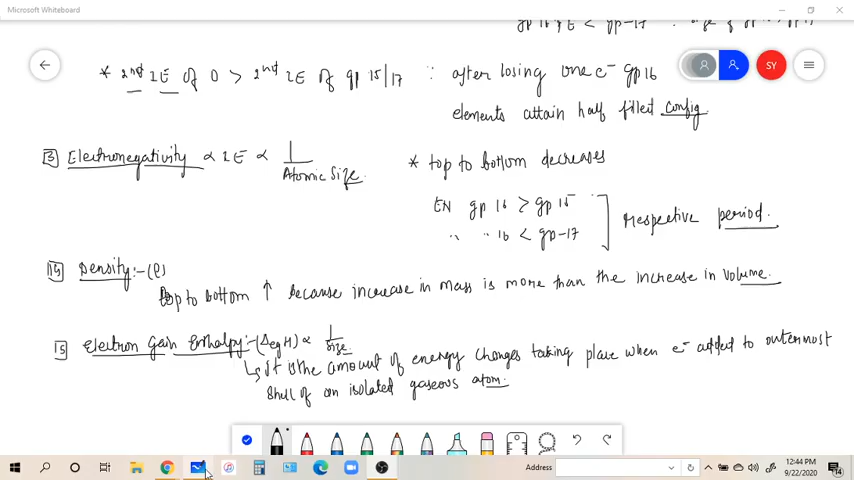 Microsoft Whiteboard
* 2nd IE of O > 2nd IE of gp 15/17 ∵ after losing one e⁻ gp 16
elements attain half filled config.
SY
13 Electronegativity ∝ IE ∝ 1/Atomic Size * top to bottom decreases
EN gp 16 > gp 15
" " 16 < gp-17
respective period.
14 Density:- (ρ)
top to bottom ↑ because increase in mass is more than the increase in volume.
15 Electron Gain Enthalpy:- (ΔegH) ∝ 1/size
↳ It is the amount of energy changes taking place when e⁻ added to outermost
shell of an isolated gaseous atom.
Address
12:44 PM
9/22/2020